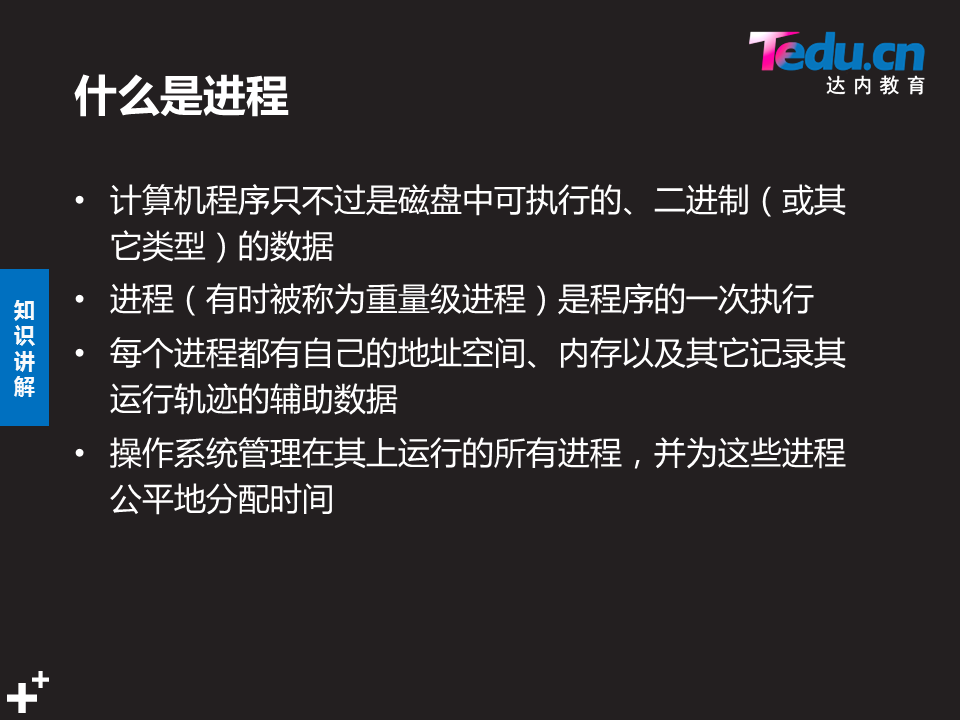 Tedu.cn
达内教育
什么是进程
• 计算机程序只不过是磁盘中可执行的、二进制（或其
它类型）的数据
• 进程（有时被称为重量级进程）是程序的一次执行
• 每个进程都有自己的地址空间、内存以及其它记录其
运行轨迹的辅助数据
• 操作系统管理在其上运行的所有进程，并为这些进程
公平地分配时间
知
识
讲
解